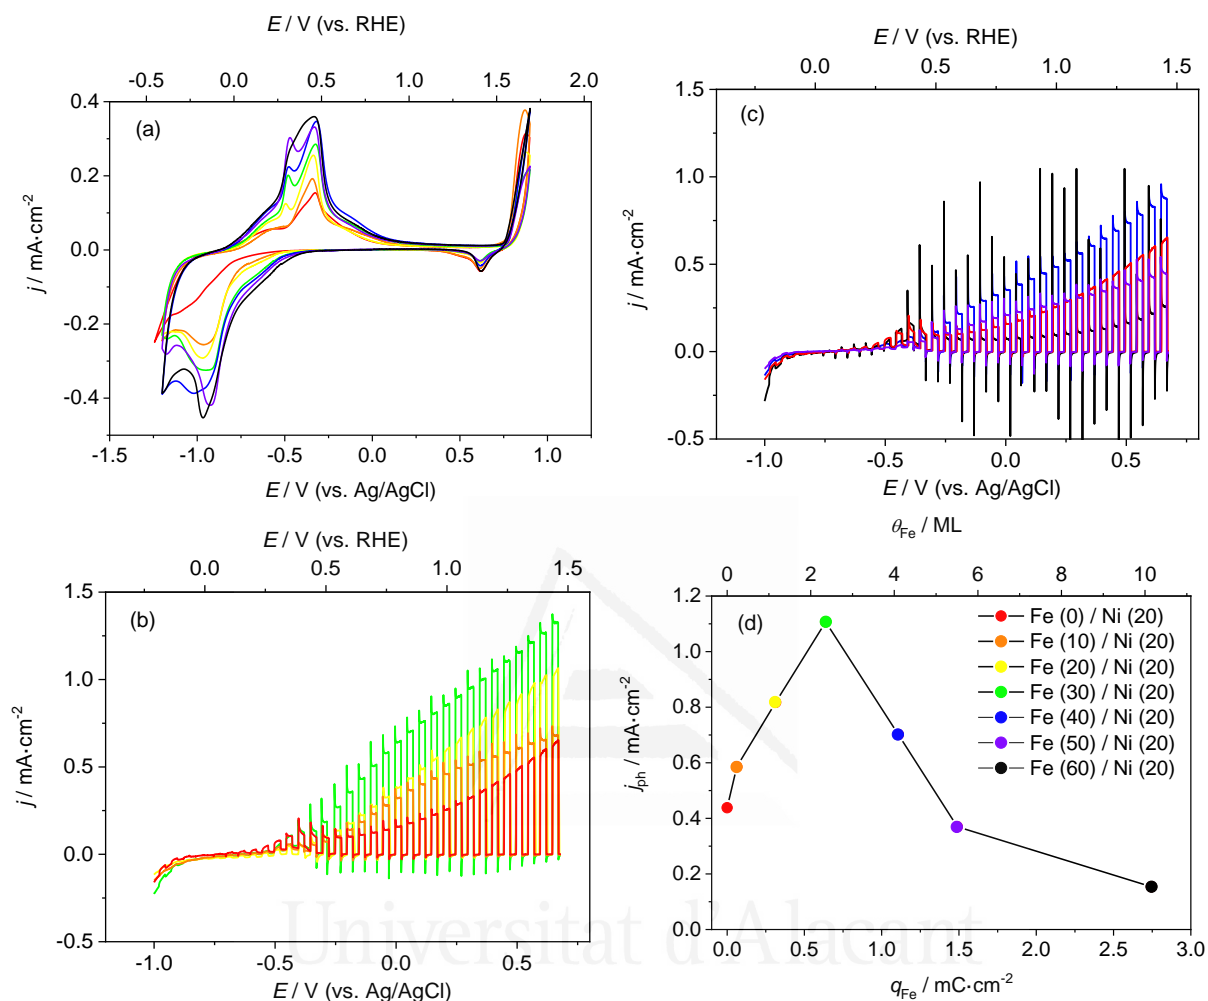 E / V (vs. RHE)
-0.5 0.0 0.5 1.0 1.5 2.0
0.4
0.2
0.0
-0.2
-0.4
(a)
j / mA·cm-2
-1.5 -1.0 -0.5 0.0 0.5 1.0
E / V (vs. Ag/AgCl)
E / V (vs. RHE)
0.0 0.5 1.0 1.5
1.5
1.0
0.5
0.0
-0.5
(c)
j / mA·cm-2
-1.0 -0.5 0.0 0.5
E / V (vs. Ag/AgCl)
E / V (vs. RHE)
0.0 0.5 1.0 1.5
1.5
1.0
0.5
0.0
-0.5
(b)
j / mA·cm-2
-1.0 -0.5 0.0 0.5
E / V (vs. Ag/AgCl)
θFe / ML
0 2 4 6 8 10
1.2
1.0
0.8
0.6
0.4
0.2
0.0
(d)
jph / mA·cm-2
Fe (0) / Ni (20)
Fe (10) / Ni (20)
Fe (20) / Ni (20)
Fe (30) / Ni (20)
Fe (40) / Ni (20)
Fe (50) / Ni (20)
Fe (60) / Ni (20)
0.0 0.5 1.0 1.5 2.0 2.5 3.0
qFe / mC·cm-2
Universitat d'Alacant